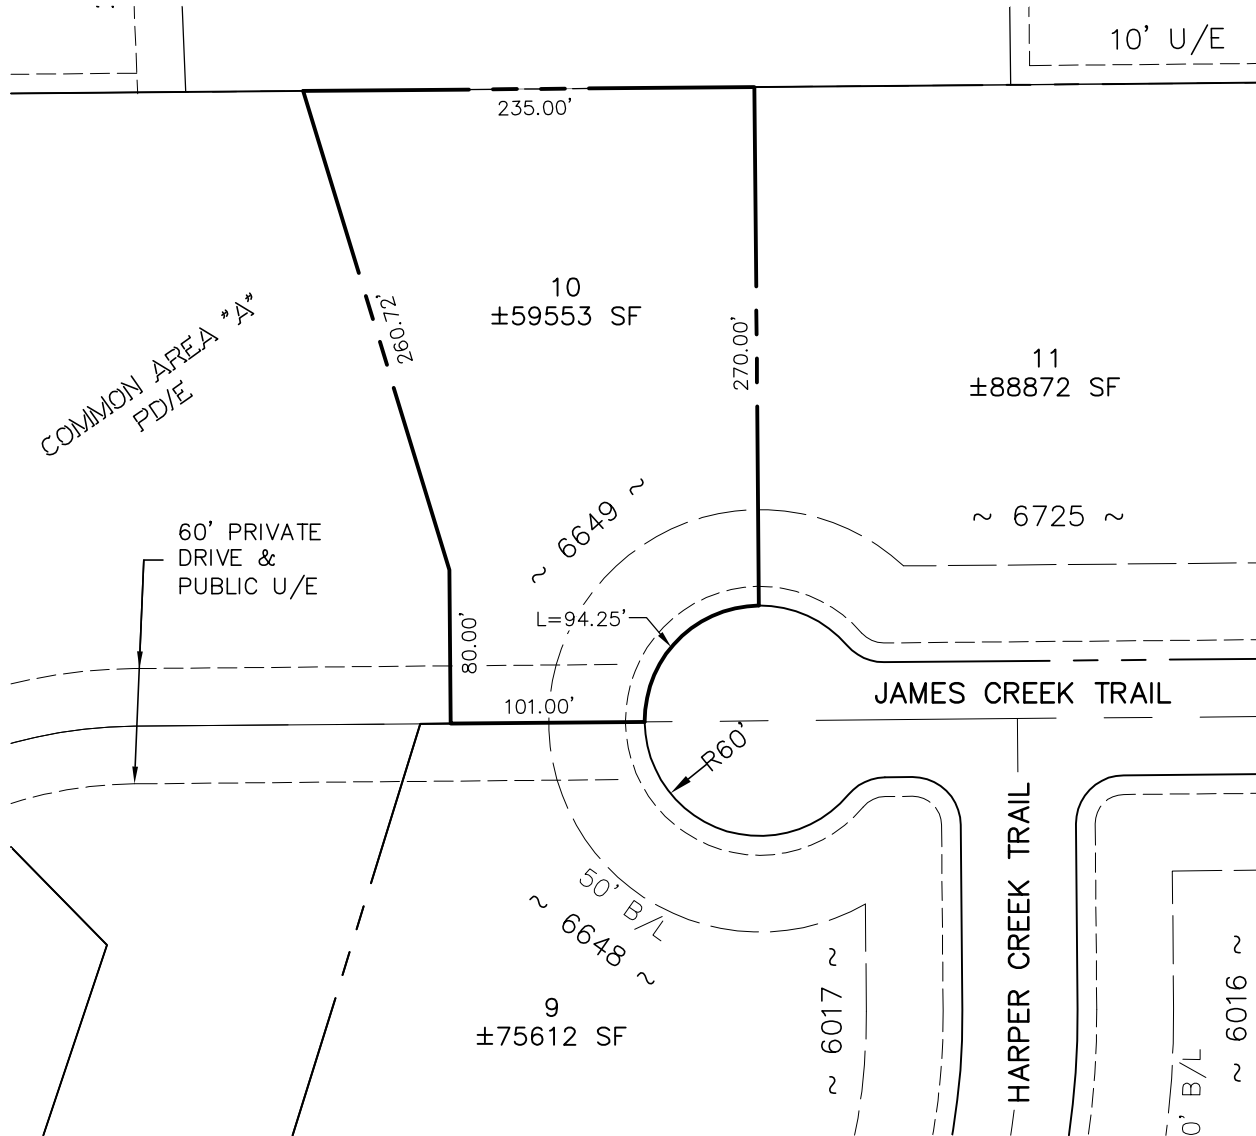 10' U/E
235.00'
10
±59553 SF
260.72'
270.00'
COMMON AREA "A"
PD/E
11
±88872 SF
~ 6649 ~
~ 6725 ~
60' PRIVATE
DRIVE &
PUBLIC U/E
L=94.25'
80.00'
101.00'
JAMES CREEK TRAIL
R60'
HARPER CREEK TRAIL
50' B/L
~ 6648 ~
9
±75612 SF
~ 6017 ~
~ 6016 ~
0' B/L